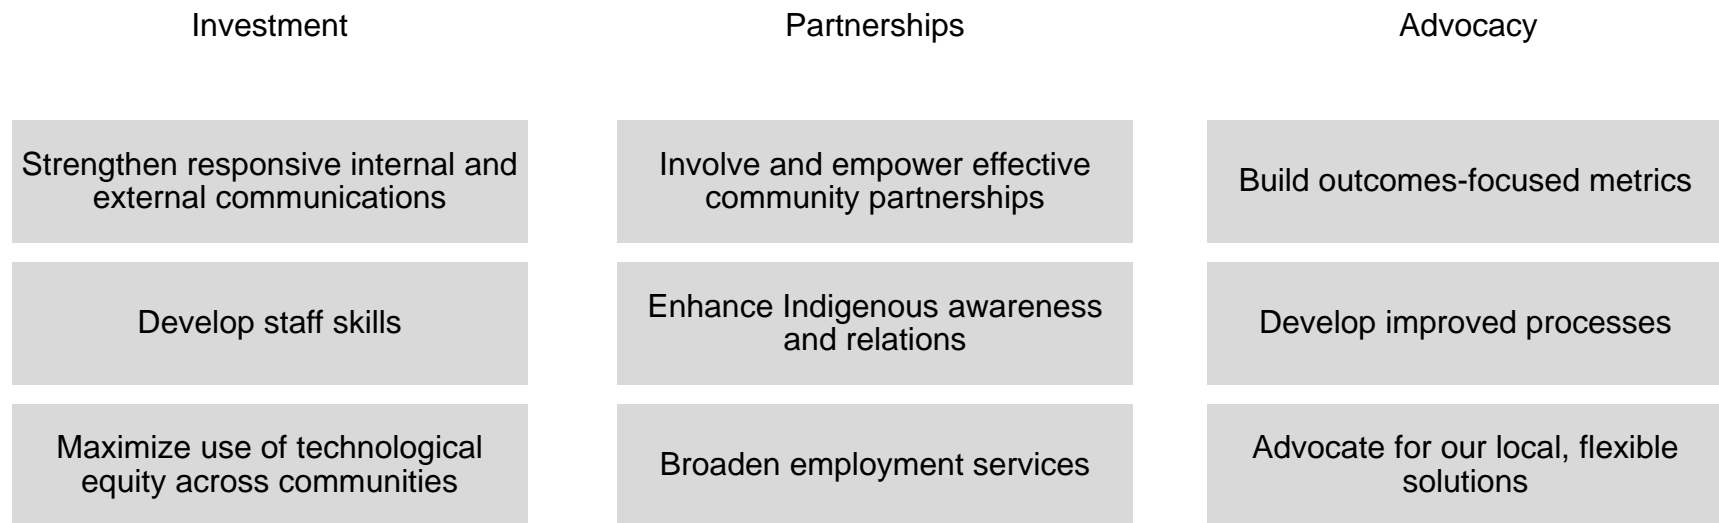 Investment
Partnerships
Advocacy
Strengthen responsive internal and
external communications
Involve and empower effective
community partnerships
Build outcomes-focused metrics
Develop staff skills
Enhance Indigenous awareness
and relations
Develop improved processes
Maximize use of technological
equity across communities
Broaden employment services
Advocate for our local, flexible
solutions